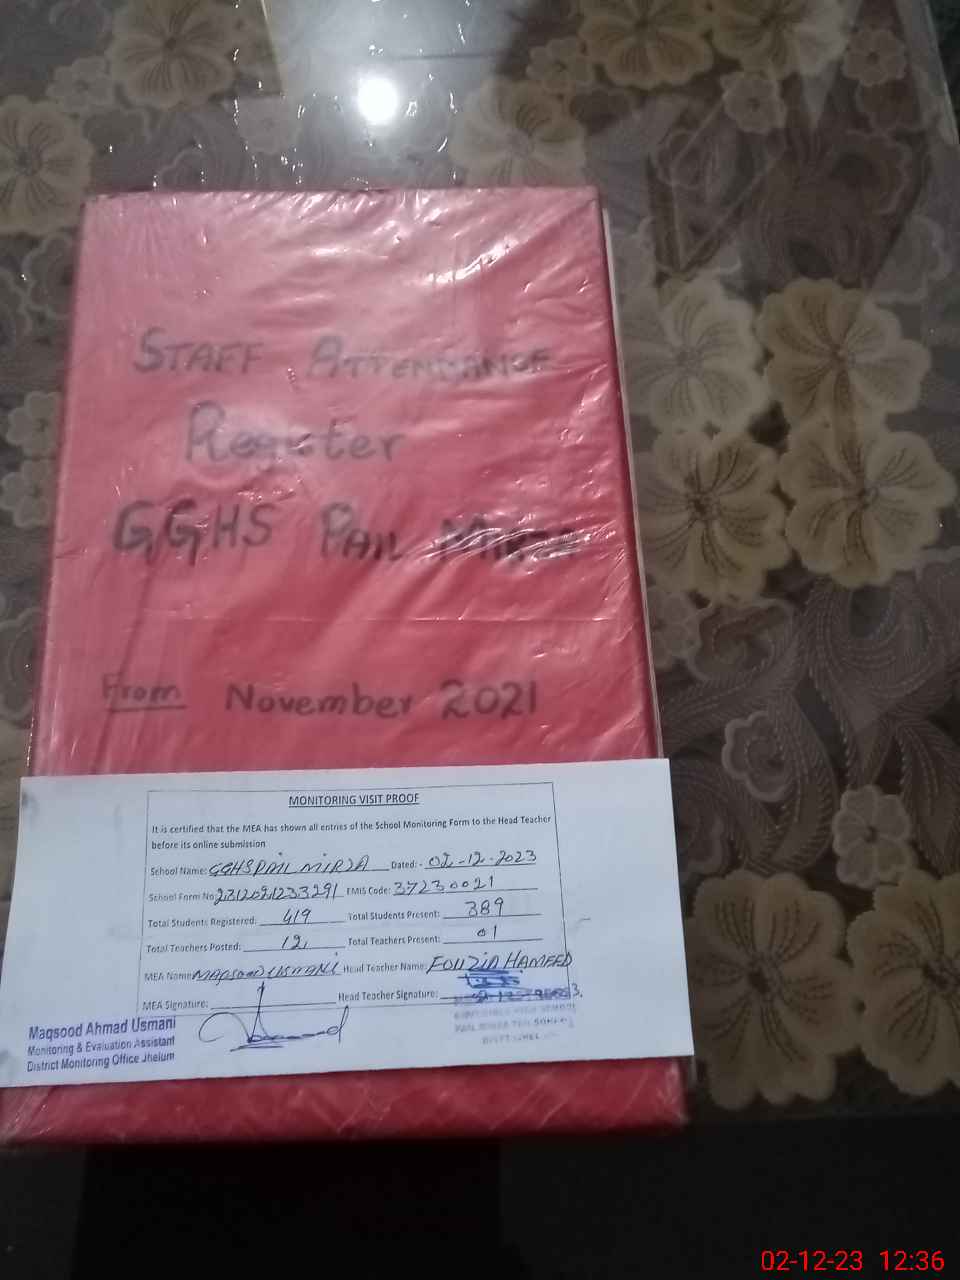 STAFF ATTENDANCE
Register
GGHS PAIL MIRZA
From November 2021
MONITORING VISIT PROOF
It is certified that the MEA has shown all entries of the School Monitoring Form to the Head Teacher
before its online submission
School Name: GGHS PAIL MIRZA Dated:- 02-12-2023
School Form No 2312021233291 EMIS Code: 37230021
Total Students Registered: 419 Total Students Present: 389
Total Teachers Posted: 12 Total Teachers Present: 01
MEA Name MAQSOOD USMANI Head Teacher Name: FOUZIA HAMEED
MEA Signature: Head Teacher Signature:
Maqsood Ahmad Usmani
Monitoring & Evaluation Assistant
District Monitoring Office Jhelum
02-12-23 12:36